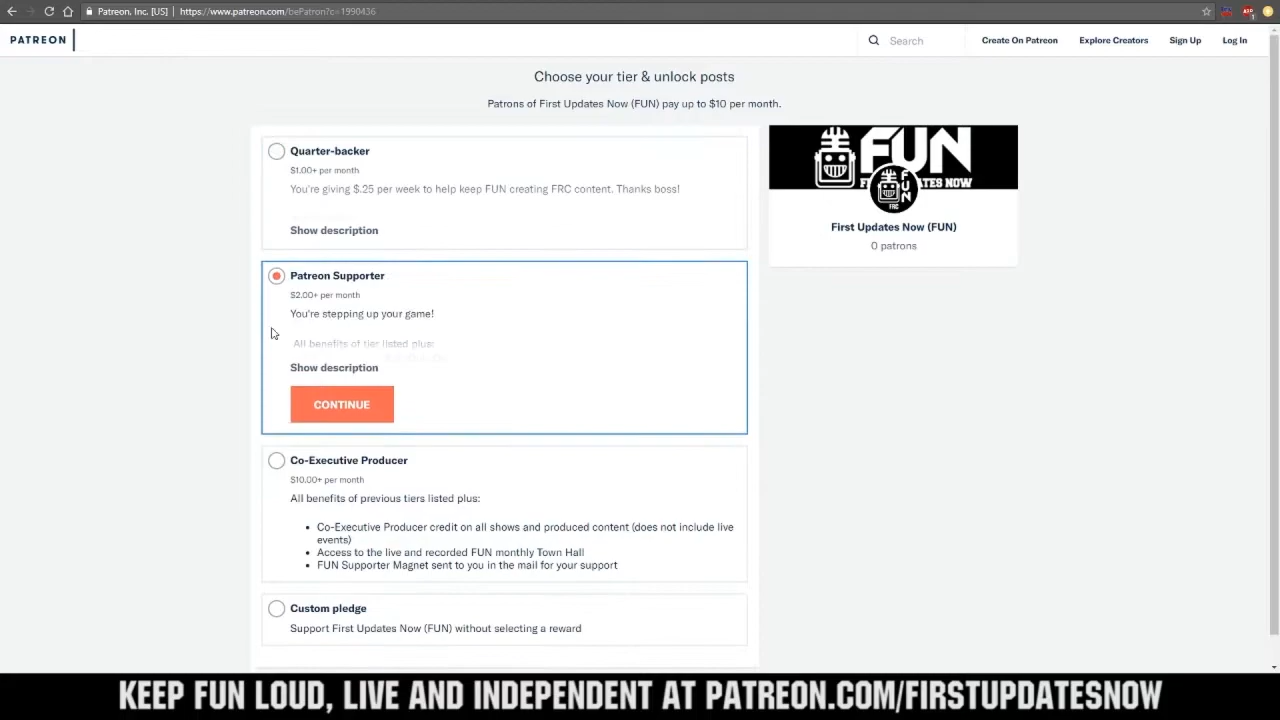 Patreon, Inc. [US] | https://www.patreon.com/bePatron?c=1990436
PATREON
Search
Create On Patreon
Explore Creators
Sign Up
Log In
Choose your tier & unlock posts
Patrons of First Updates Now (FUN) pay up to $10 per month.
Quarter-backer
$1.00+ per month
You're giving $.25 per week to help keep FUN creating FRC content. Thanks boss!
Show description
Patreon Supporter
$2.00+ per month
You're stepping up your game!
All benefits of tier listed plus:
Show description
CONTINUE
Co-Executive Producer
$10.00+ per month
All benefits of previous tiers listed plus:
• Co-Executive Producer credit on all shows and produced content (does not include live
events)
• Access to the live and recorded FUN monthly Town Hall
• FUN Supporter Magnet sent to you in the mail for your support
Custom pledge
Support First Updates Now (FUN) without selecting a reward
FUN
FUN
FRC
First Updates Now (FUN)
0 patrons
KEEP FUN LOUD, LIVE AND INDEPENDENT AT PATREON.COM/FIRSTUPDATESNOW